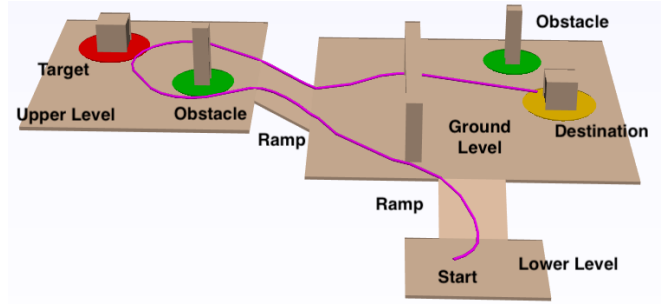 Obstacle
Target
Upper Level
Obstacle
Ramp
Ground
Level
Destination
Ramp
Start
Lower Level